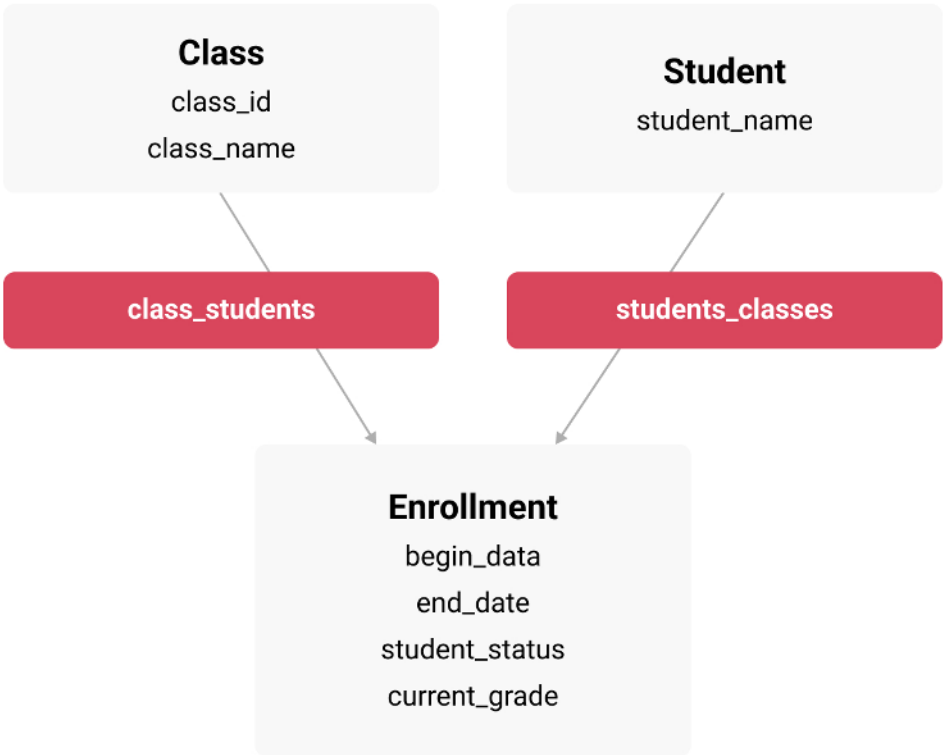 Class
class_id
class_name
Student
student_name
class_students
students_classes
Enrollment
begin_data
end_date
student_status
current_grade